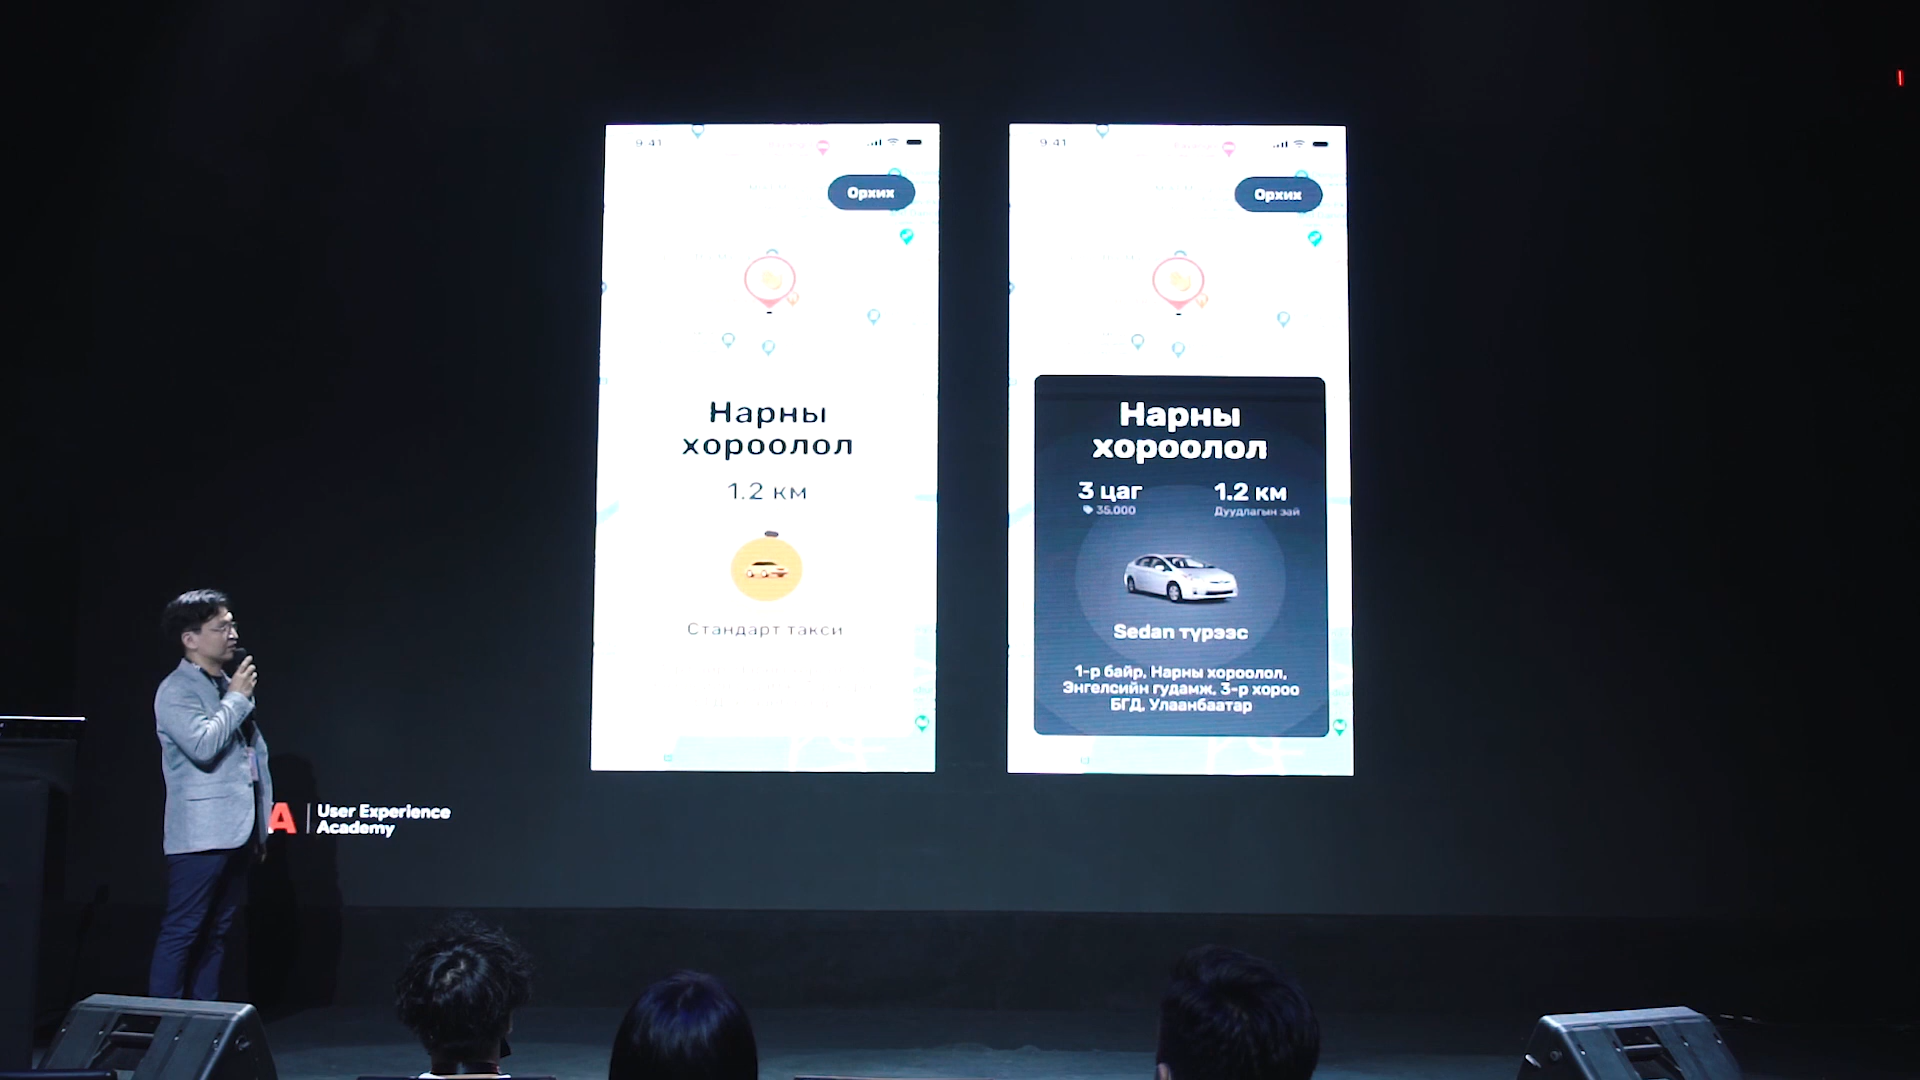 9:41
Орхих
Нарны
хороолол
1.2 км
Стандарт такси
9:41
Орхих
Нарны
хороолол
3 цаг
1.2 км
35.000
Дуудлагын зай
Sedan түрээс
1-р байр, Нарны хороолол,
Энгелсийн гудамж, 3-р хороо
БГД, Улаанбаатар
A
User Experience
Academy